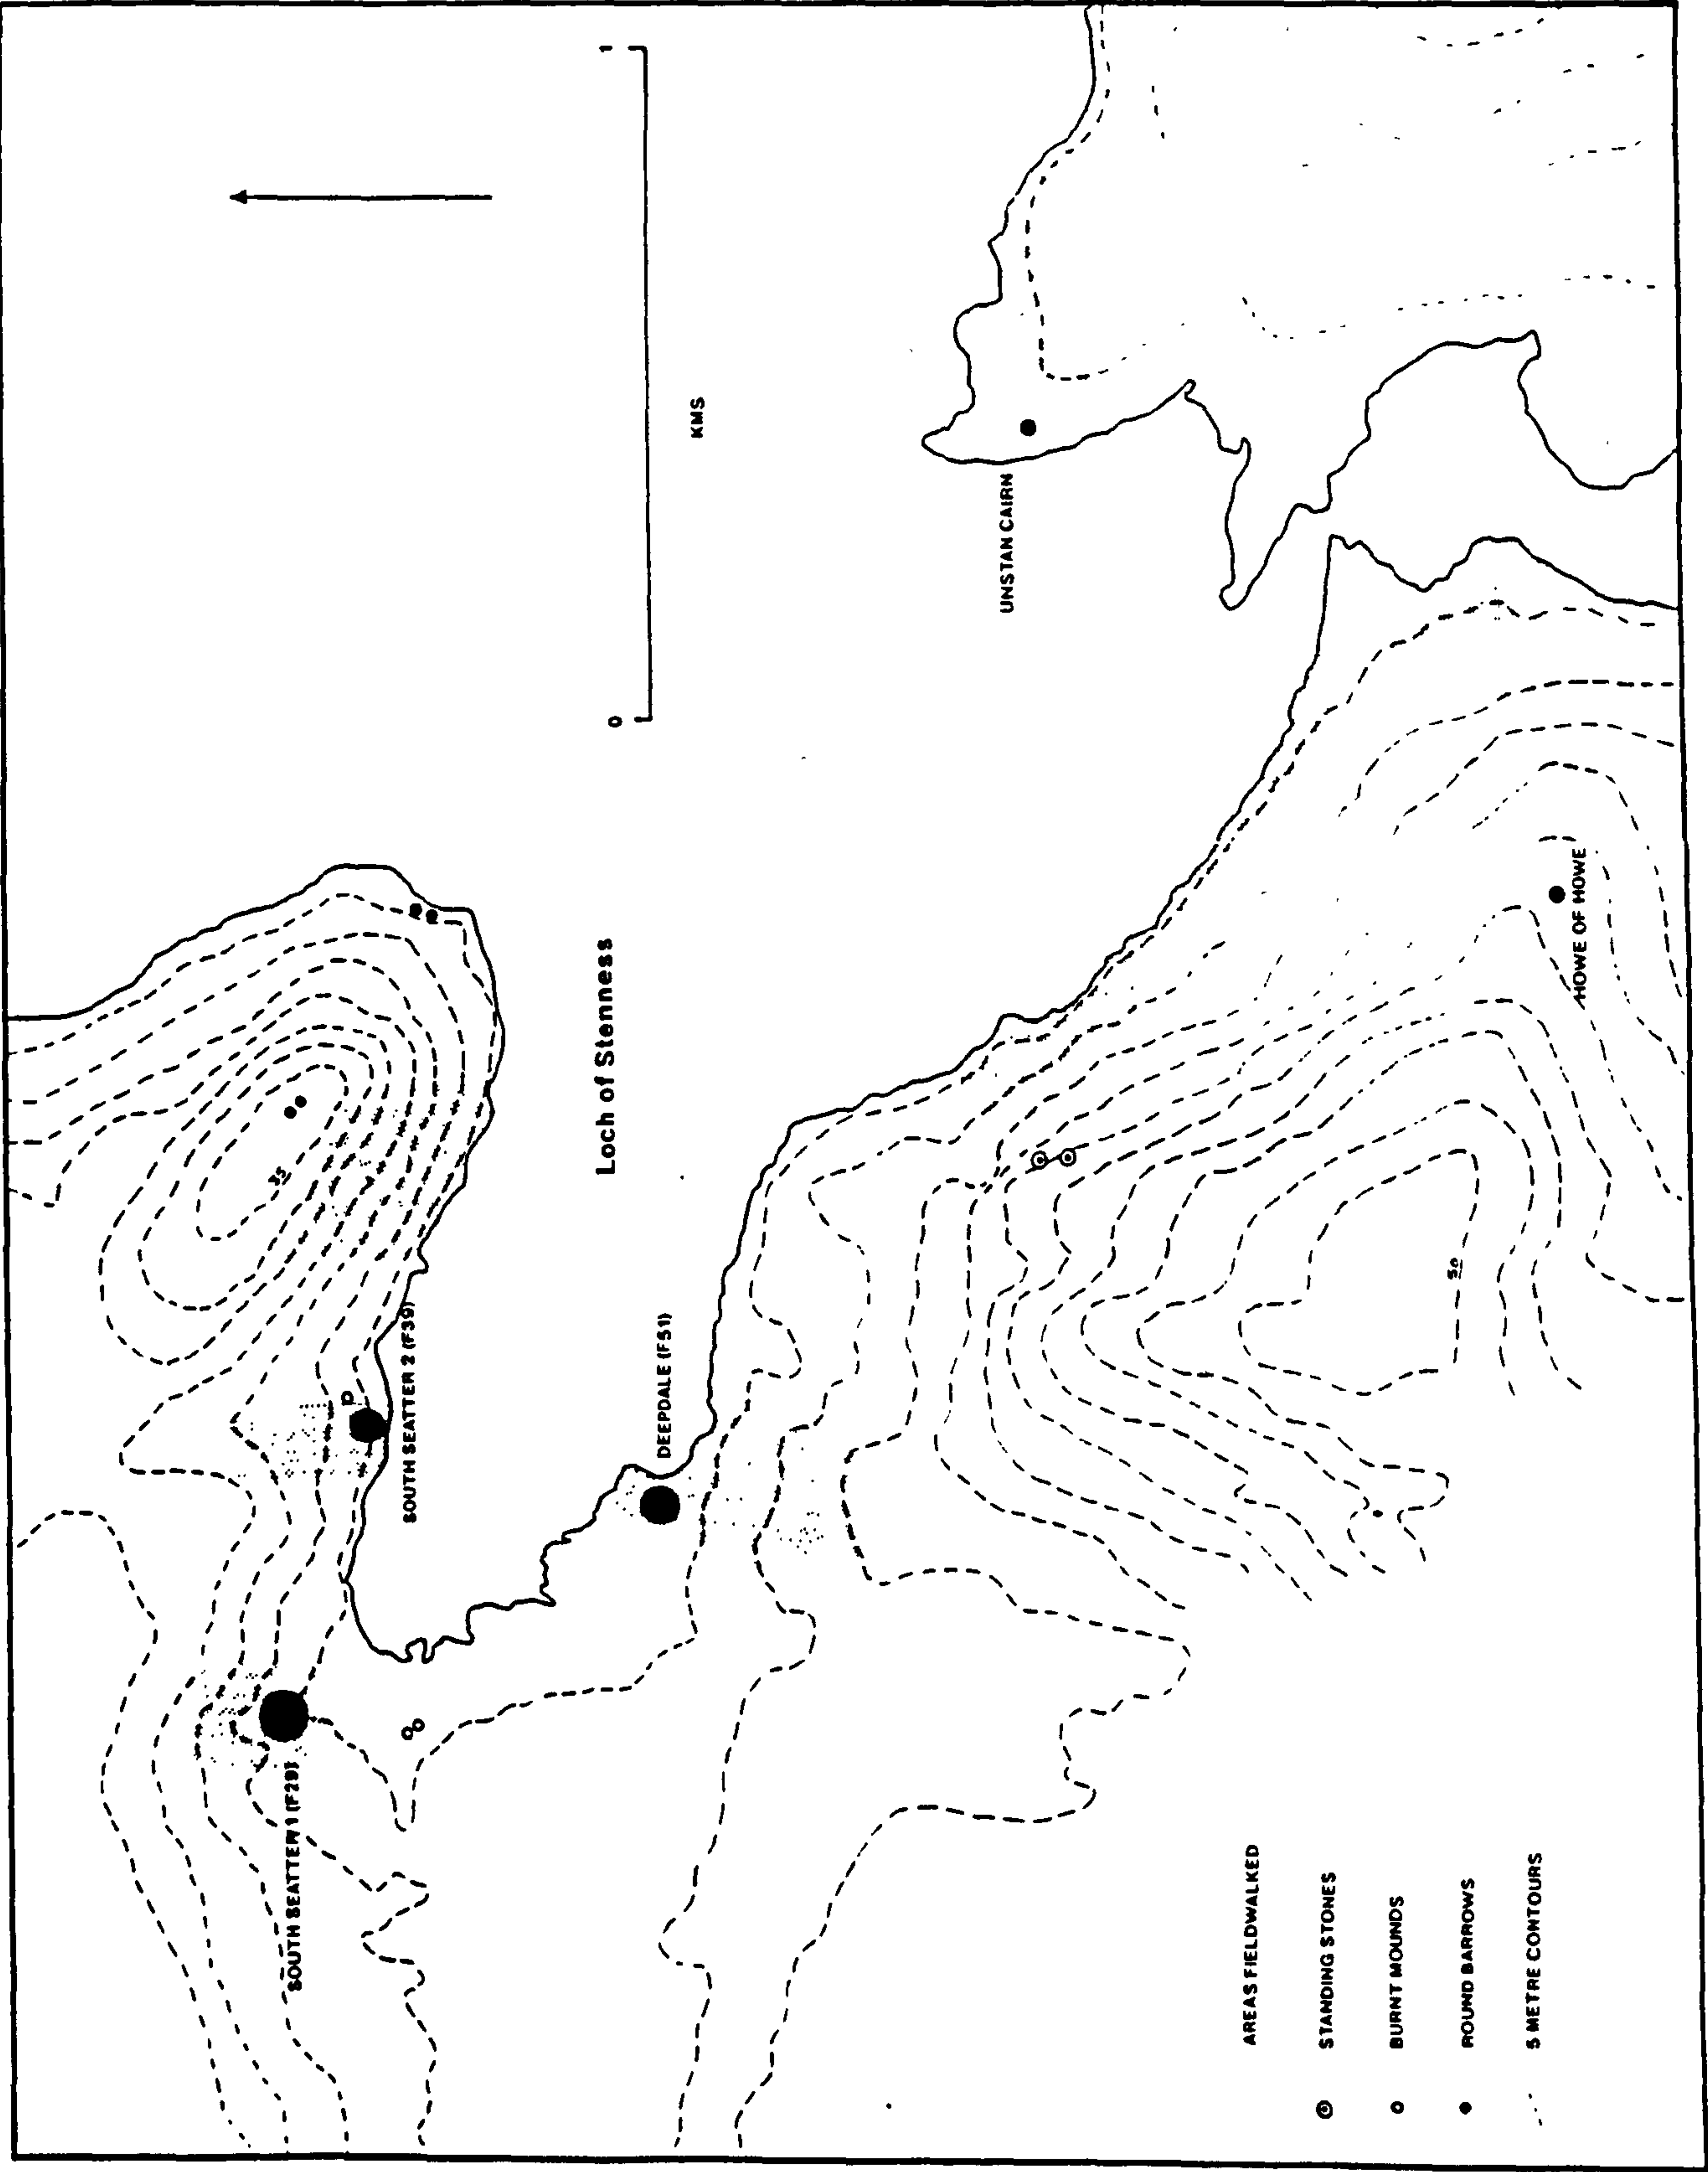 0
1
KMS
SOUTH SEATTER 1 (F29)
SOUTH SEATTER 2 (F39)
35
Loch of Stenness
DEEPDALE (F51)
UNSTAN CAIRN
50
HOWE OF HOWE
AREAS FIELDWALKED
STANDING STONES
BURNT MOUNDS
ROUND BARROWS
5 METRE CONTOURS